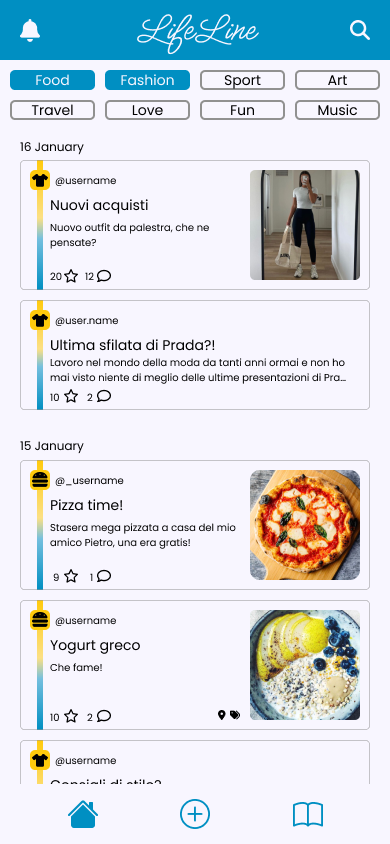 LifeLine
Food
Fashion
Sport
Art
Travel
Love
Fun
Music
16 January
@username
Nuovi acquisti
Nuovo outfit da palestra, che ne
pensate?
20 12
@user.name
Ultima sfilata di Prada?!
Lavoro nel mondo della moda da tanti anni ormai e non ho
mai visto niente di meglio delle ultime presentazioni di Pra...
10 2
15 January
@_username
Pizza time!
Stasera mega pizzata a casa del mio
amico Pietro, una era gratis!
9 1
@username
Yogurt greco
Che fame!
10 2
@username
Consigli di stile?